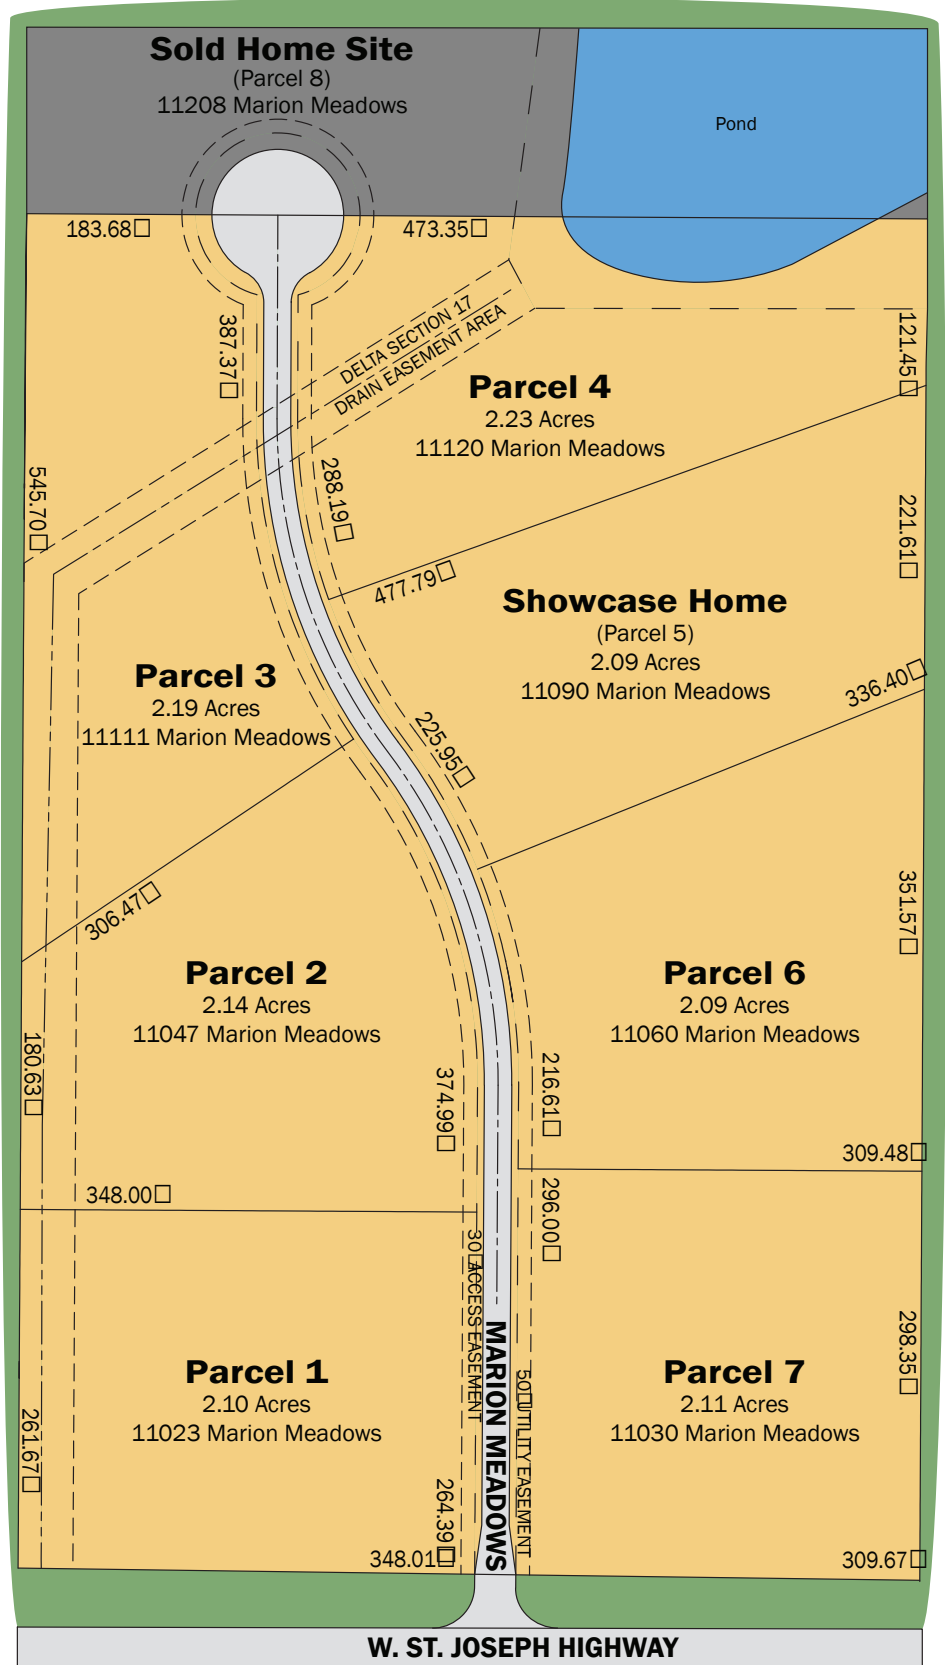 Sold Home Site
(Parcel 8)
11208 Marion Meadows
Pond
183.68□
473.35□
387.37□
DELTA SECTION 17
DRAIN EASEMENT AREA
121.45□
Parcel 4
2.23 Acres
11120 Marion Meadows
545.70□
288.19□
221.61□
477.79□
Showcase Home
(Parcel 5)
2.09 Acres
11090 Marion Meadows
Parcel 3
2.19 Acres
11111 Marion Meadows
336.40□
225.95□
306.47□
351.57□
Parcel 2
2.14 Acres
11047 Marion Meadows
Parcel 6
2.09 Acres
11060 Marion Meadows
180.63□
374.99□
216.61□
309.48□
348.00□
296.00□
30□ACCESS EASEMENT
MARION MEADOWS
50□UTILITY EASEMENT
298.35□
Parcel 1
2.10 Acres
11023 Marion Meadows
Parcel 7
2.11 Acres
11030 Marion Meadows
261.67□
264.39□
348.01□
309.67□
W. ST. JOSEPH HIGHWAY